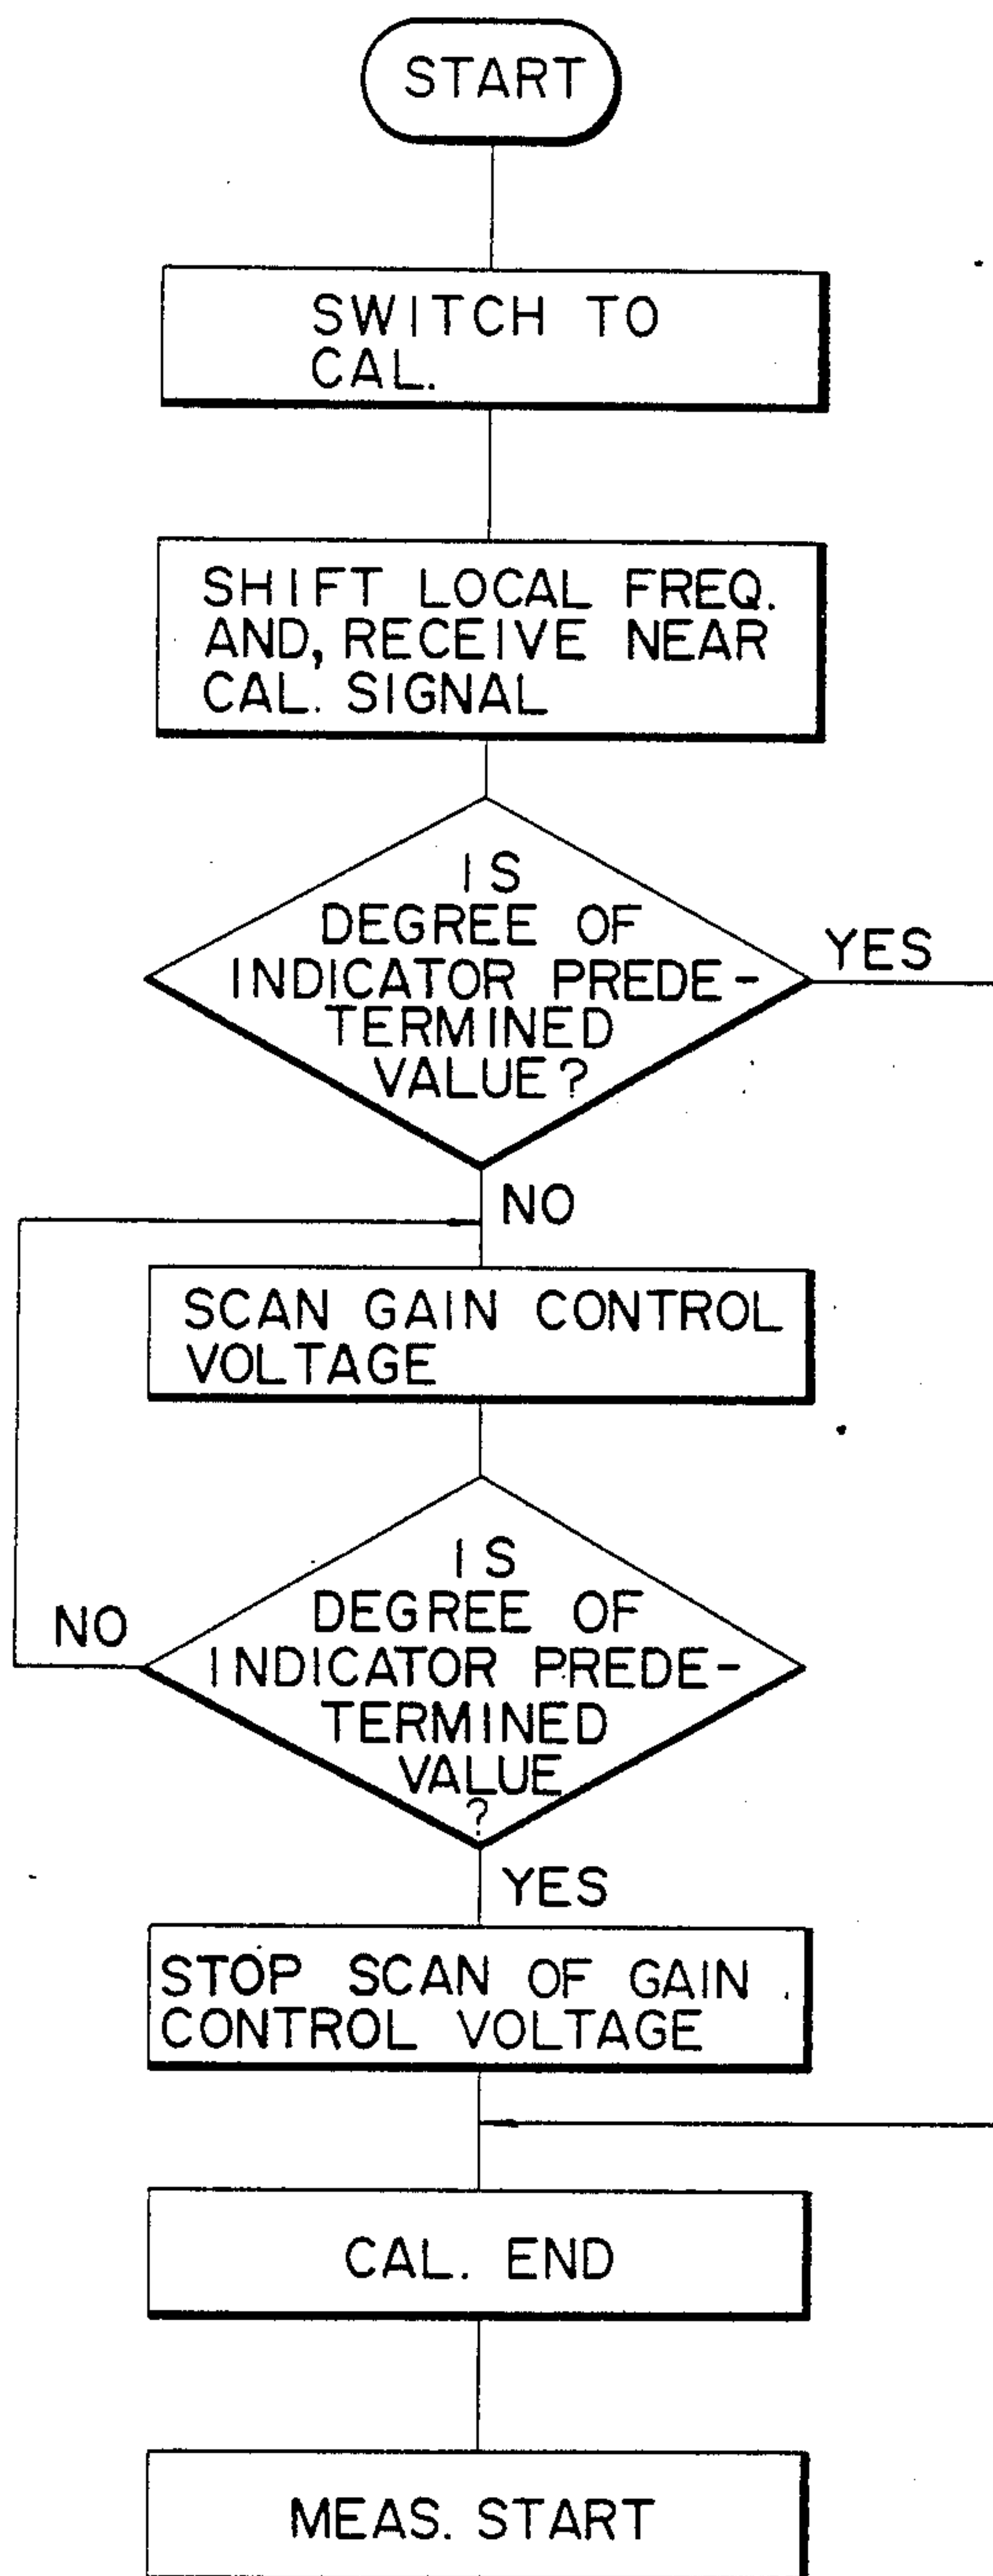 START
SWITCH TO
CAL.
SHIFT LOCAL FREQ.
AND, RECEIVE NEAR
CAL. SIGNAL
IS
DEGREE OF
INDICATOR PREDE-
TERMINED
VALUE?
YES
NO
SCAN GAIN CONTROL
VOLTAGE
IS
DEGREE OF
INDICATOR PREDE-
TERMINED
VALUE
?
NO
YES
STOP SCAN OF GAIN
CONTROL VOLTAGE
CAL. END
MEAS. START